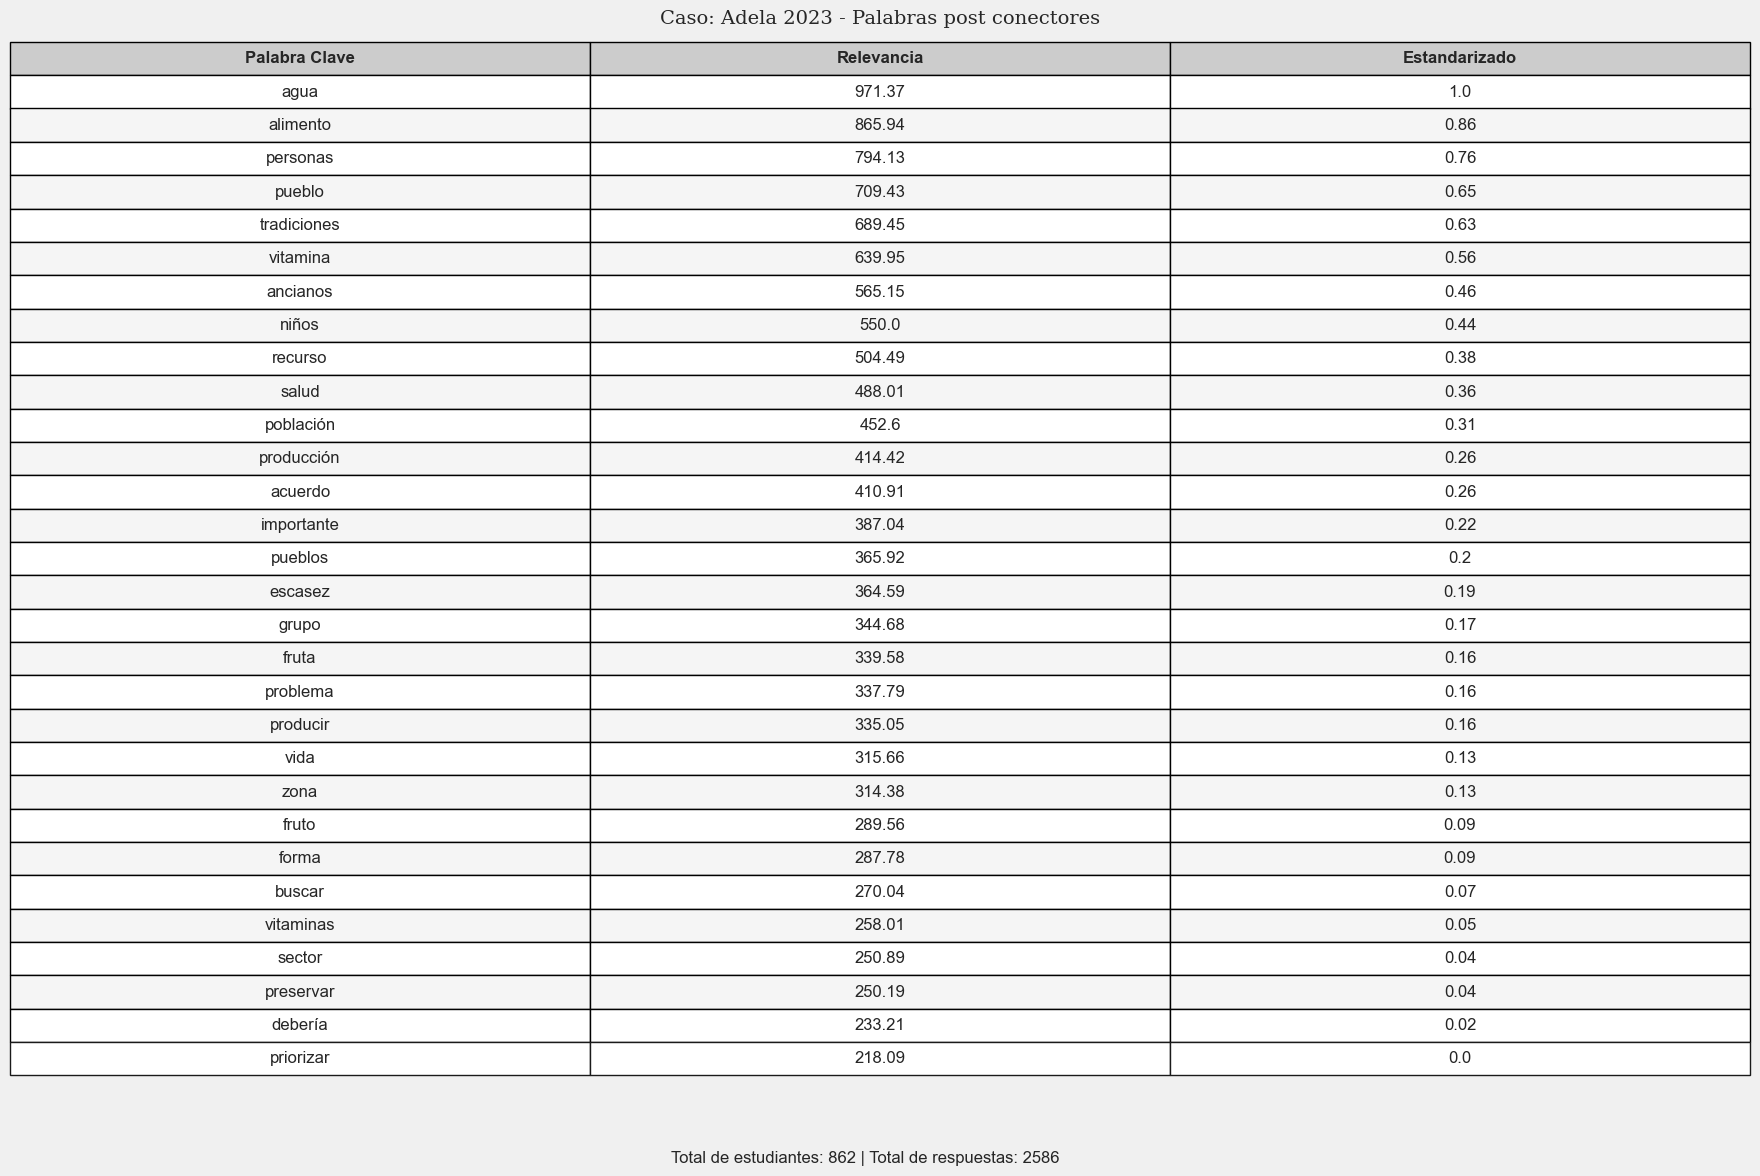 Caso: Adela 2023 - Palabras post conectores
Palabra Clave Relevancia Estandarizado
agua 971.37 1.0
alimento 865.94 0.86
personas 794.13 0.76
pueblo 709.43 0.65
tradiciones 689.45 0.63
vitamina 639.95 0.56
ancianos 565.15 0.46
niños 550.0 0.44
recurso 504.49 0.38
salud 488.01 0.36
población 452.6 0.31
producción 414.42 0.26
acuerdo 410.91 0.26
importante 387.04 0.22
pueblos 365.92 0.2
escasez 364.59 0.19
grupo 344.68 0.17
fruta 339.58 0.16
problema 337.79 0.16
producir 335.05 0.16
vida 315.66 0.13
zona 314.38 0.13
fruto 289.56 0.09
forma 287.78 0.09
buscar 270.04 0.07
vitaminas 258.01 0.05
sector 250.89 0.04
preservar 250.19 0.04
debería 233.21 0.02
priorizar 218.09 0.0
Total de estudiantes: 862 | Total de respuestas: 2586